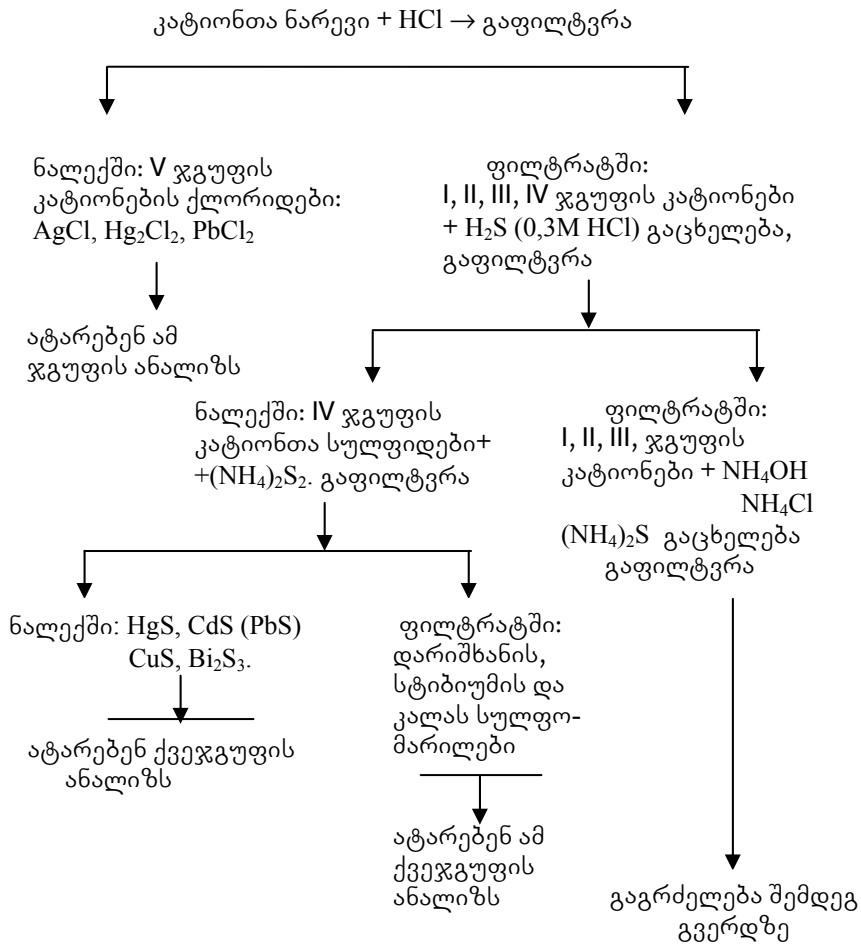 კატიონთა ნარევი + HCl → გაფილტვრა
ნალექში: V ჯგუფის
კატიონების ქლორიდები:
AgCl, Hg₂Cl₂, PbCl₂
ატარებენ ამ
ჯგუფის ანალიზს
ფილტრატში:
I, II, III, IV ჯგუფის კატიონები
+ H₂S (0,3M HCl) გაცხელება,
გაფილტვრა
ნალექში: IV ჯგუფის
კატიონთა სულფიდები+
+(NH₄)₂S₂. გაფილტვრა
ფილტრატში:
I, II, III, ჯგუფის
კატიონები + NH₄OH
NH₄Cl
(NH₄)₂S გაცხელება
გაფილტვრა
ნალექში: HgS, CdS (PbS)
CuS, Bi₂S₃.
ატარებენ ქვეჯგუფის
ანალიზს
ფილტრატში:
დარიშხანის,
სტიბიუმის და
კალას სულფო-
მარილები
ატარებენ ამ
ქვეჯგუფის
ანალიზს
გაგრძელება შემდეგ
გვერდზე